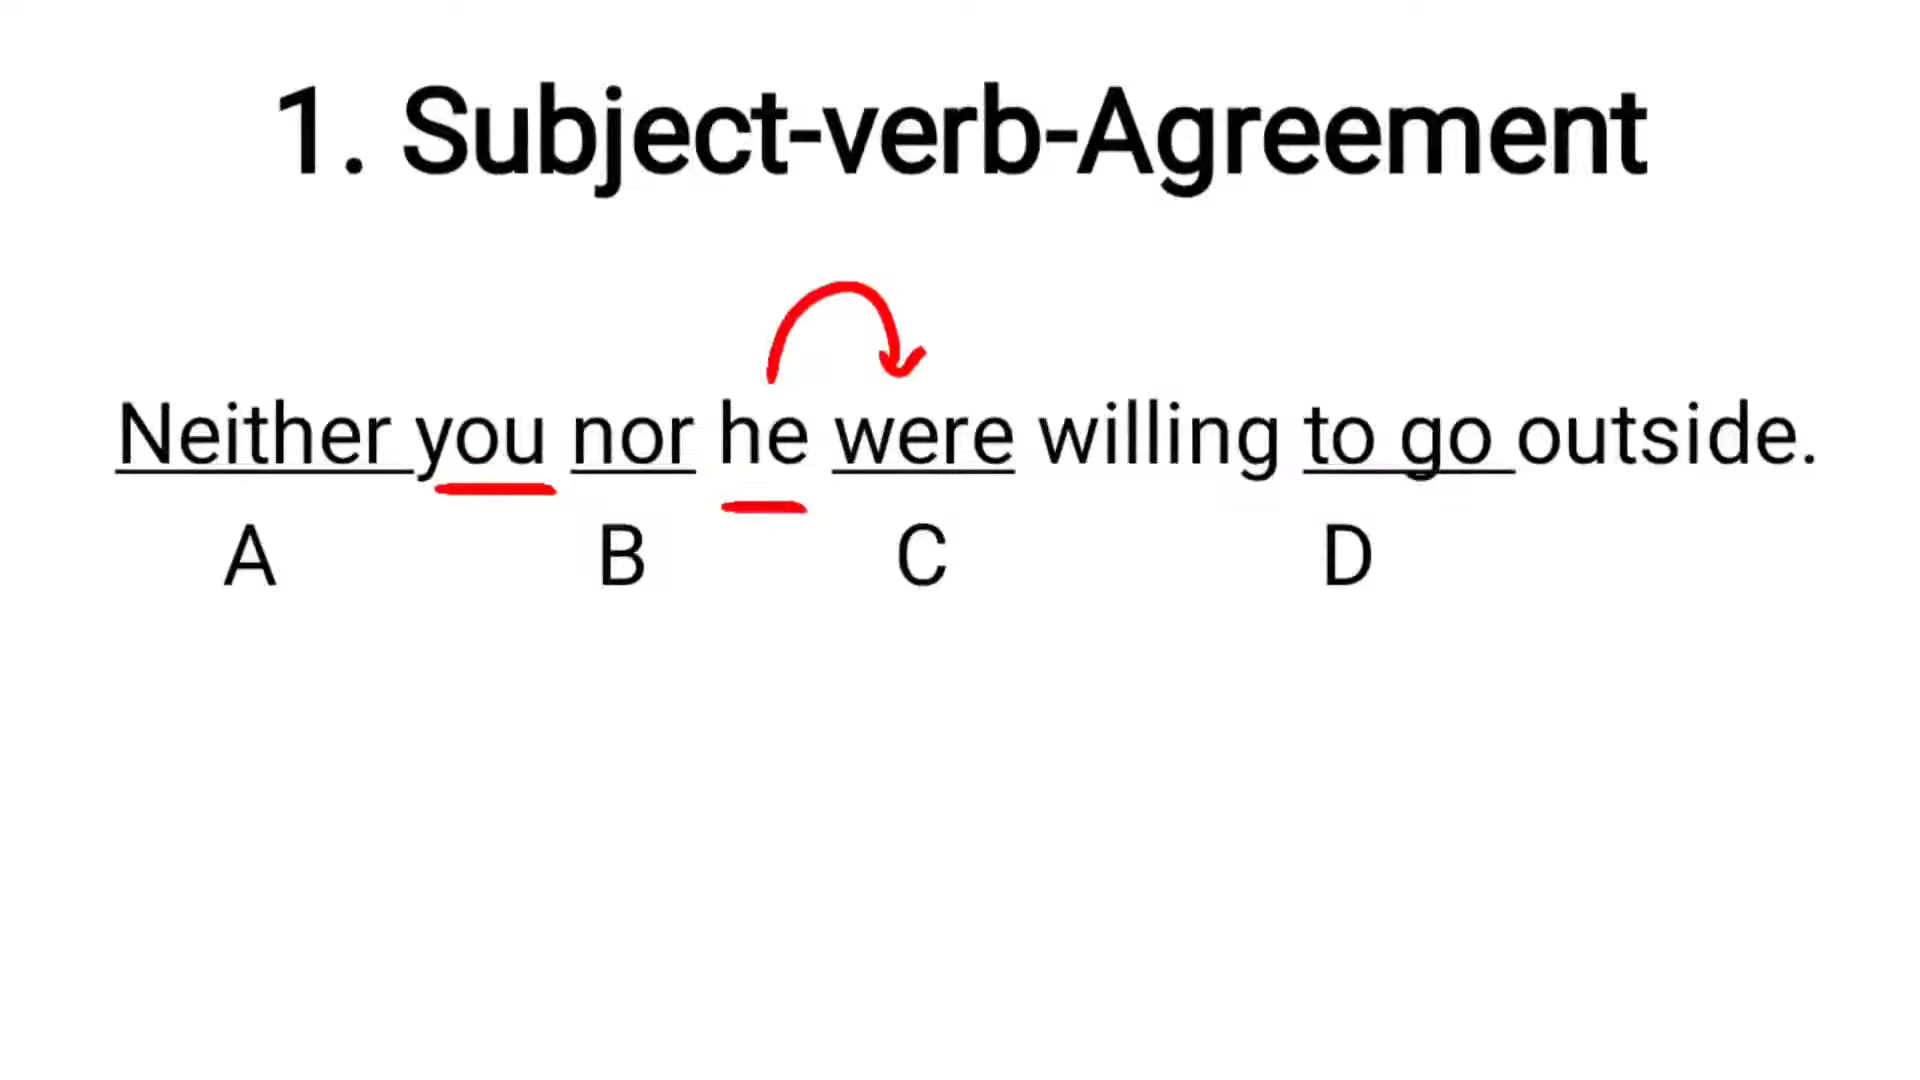 1. Subject-verb-Agreement
Neither you nor he were willing to go outside.
A B C D